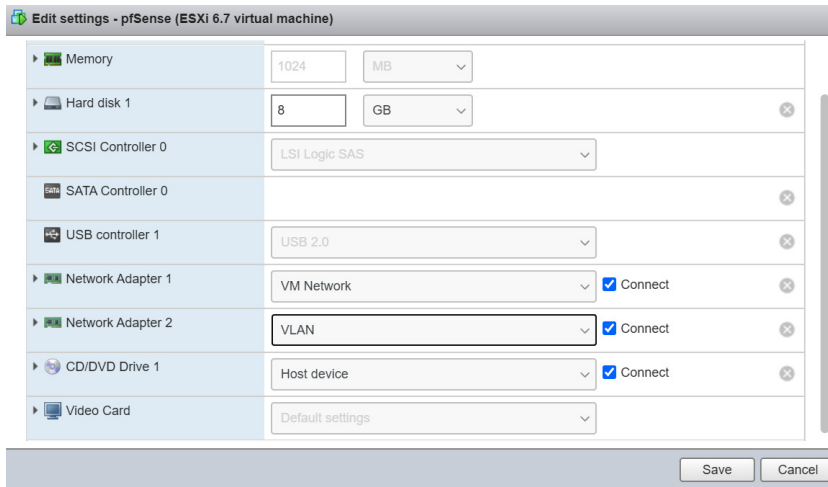 Edit settings - pfSense (ESXi 6.7 virtual machine)
Memory 1024 MB
Hard disk 1 8 GB
SCSI Controller 0 LSI Logic SAS
SATA SATA Controller 0
USB controller 1 USB 2.0
Network Adapter 1 VM Network Connect
Network Adapter 2 VLAN Connect
CD/DVD Drive 1 Host device Connect
Video Card Default settings
Save Cancel